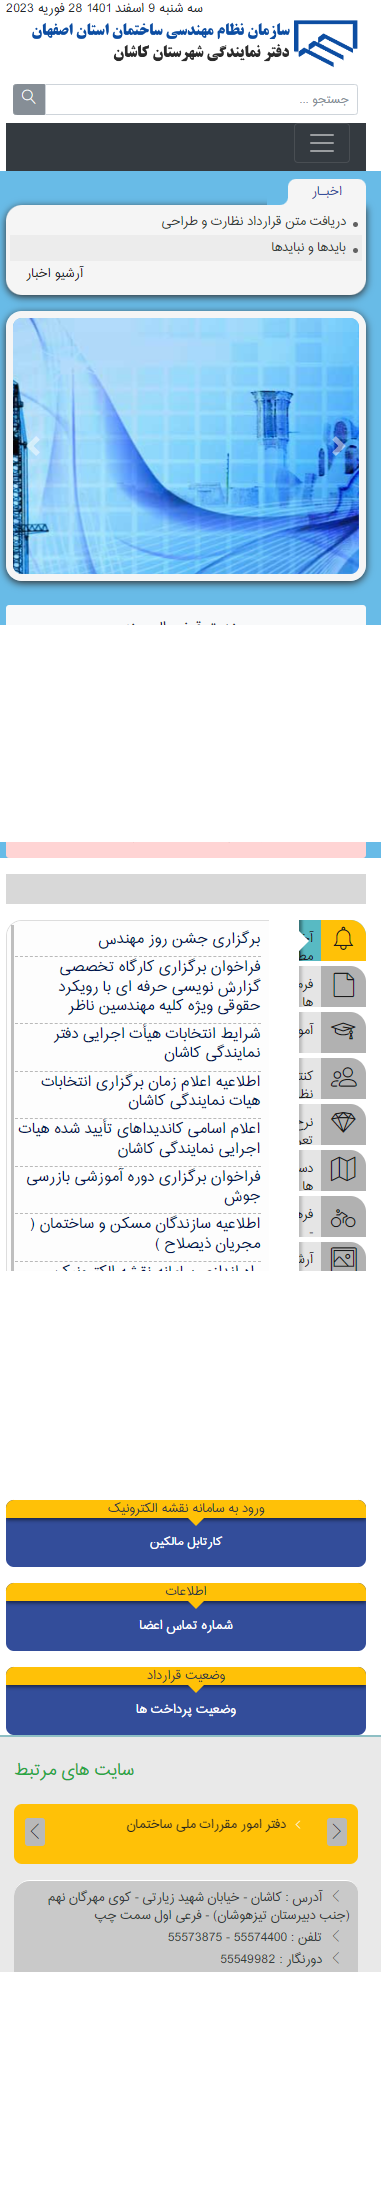 سه شنبه 9 اسفند 1401 28 فوریه 2023
سازمان نظام مهندسی ساختمان استان اصفهان
دفتر نمایندگی شهرستان کاشان
جستجو ...
اخبـار
دریافت متن قرارداد نظارت و طراحی
بایدها و نبایدها
آرشیو اخبار
برگزاری جشن روز مهندس
فراخوان برگزاری کارگاه تخصصی
گزارش نویسی حرفه ای با رویکرد
حقوقی ویژه کلیه مهندسین ناظر
شرایط انتخابات هیأت اجرایی دفتر
نمایندگی کاشان
اطلاعیه اعلام زمان برگزاری انتخابات
هیات نمایندگی کاشان
اعلام اسامی کاندیداهای تأیید شده هیات
اجرایی نمایندگی کاشان
فراخوان برگزاری دوره آموزشی بازرسی
جوش
اطلاعیه سازندگان مسکن و ساختمان (
مجریان ذیصلاح )
ورود به سامانه نقشه الکترونیک
کارتابل مالکین
اطلاعات
شماره تماس اعضا
وضعیت قرارداد
وضعیت پرداخت ها
سایت های مرتبط
دفتر امور مقررات ملی ساختمان
آدرس : کاشان - خیابان شهید زیارتی - کوی مهرگان نهم
(جنب دبیرستان تیزهوشان) - فرعی اول سمت چپ
تلفن : 55574400 - 55573875
دورنگار : 55549982